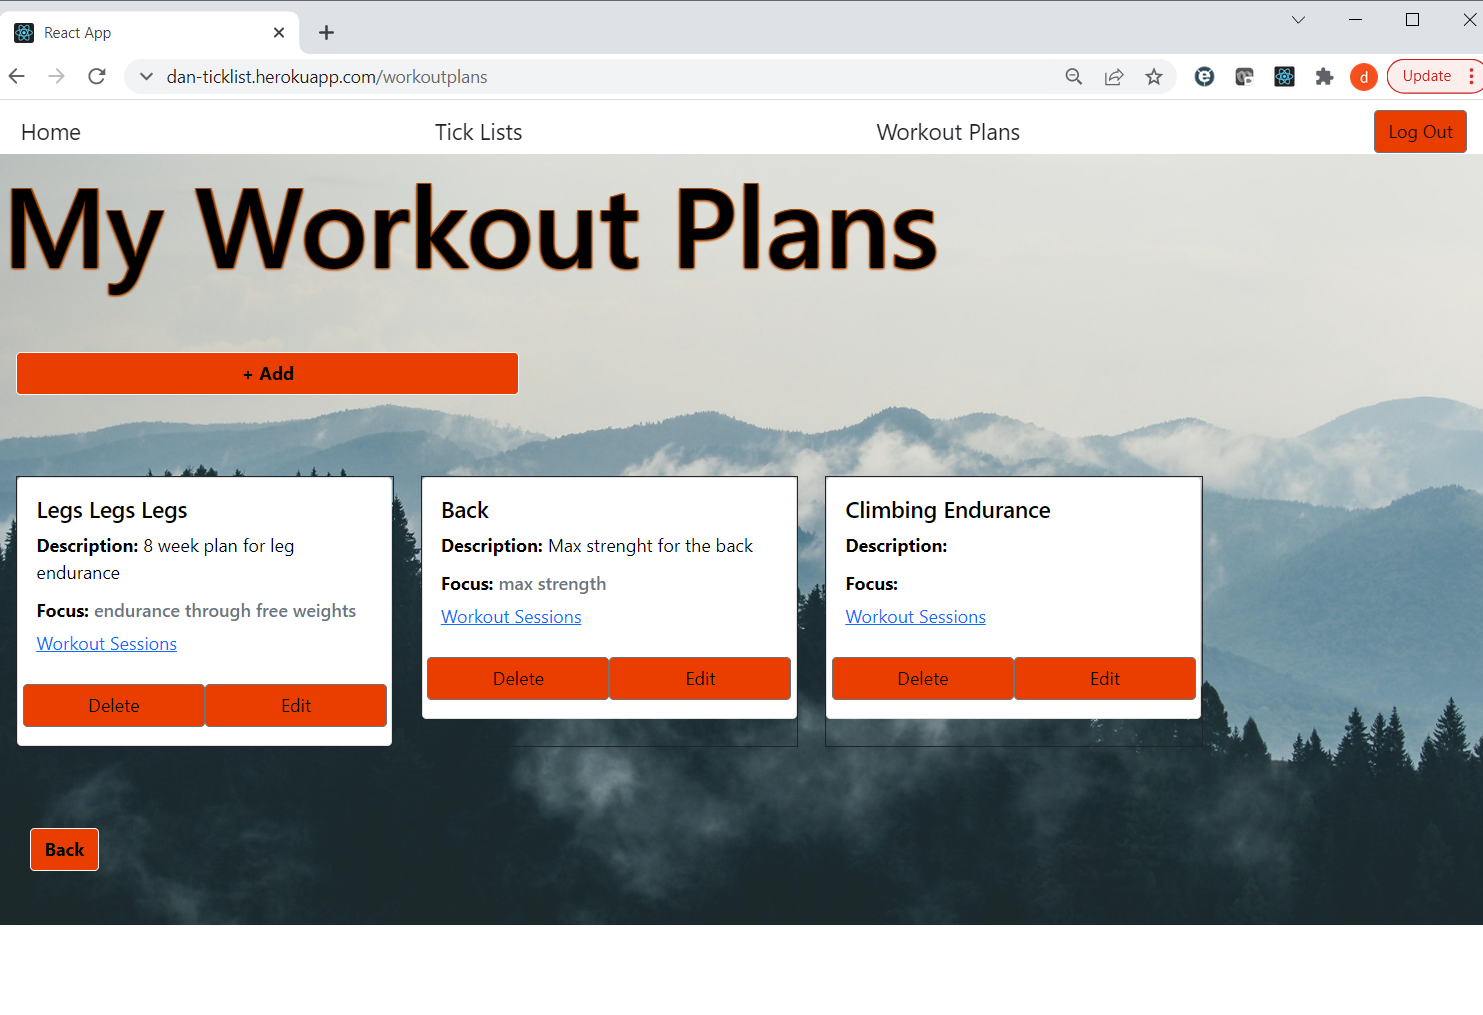 React App
dan-ticklist.herokuapp.com/workoutplans
d
Update
Home
Tick Lists
Workout Plans
Log Out
My Workout Plans
+ Add
Legs Legs Legs
Description: 8 week plan for leg
endurance
Focus: endurance through free weights
Workout Sessions
Delete
Edit
Back
Description: Max strenght for the back
Focus: max strength
Workout Sessions
Delete
Edit
Climbing Endurance
Description:
Focus:
Workout Sessions
Delete
Edit
Back